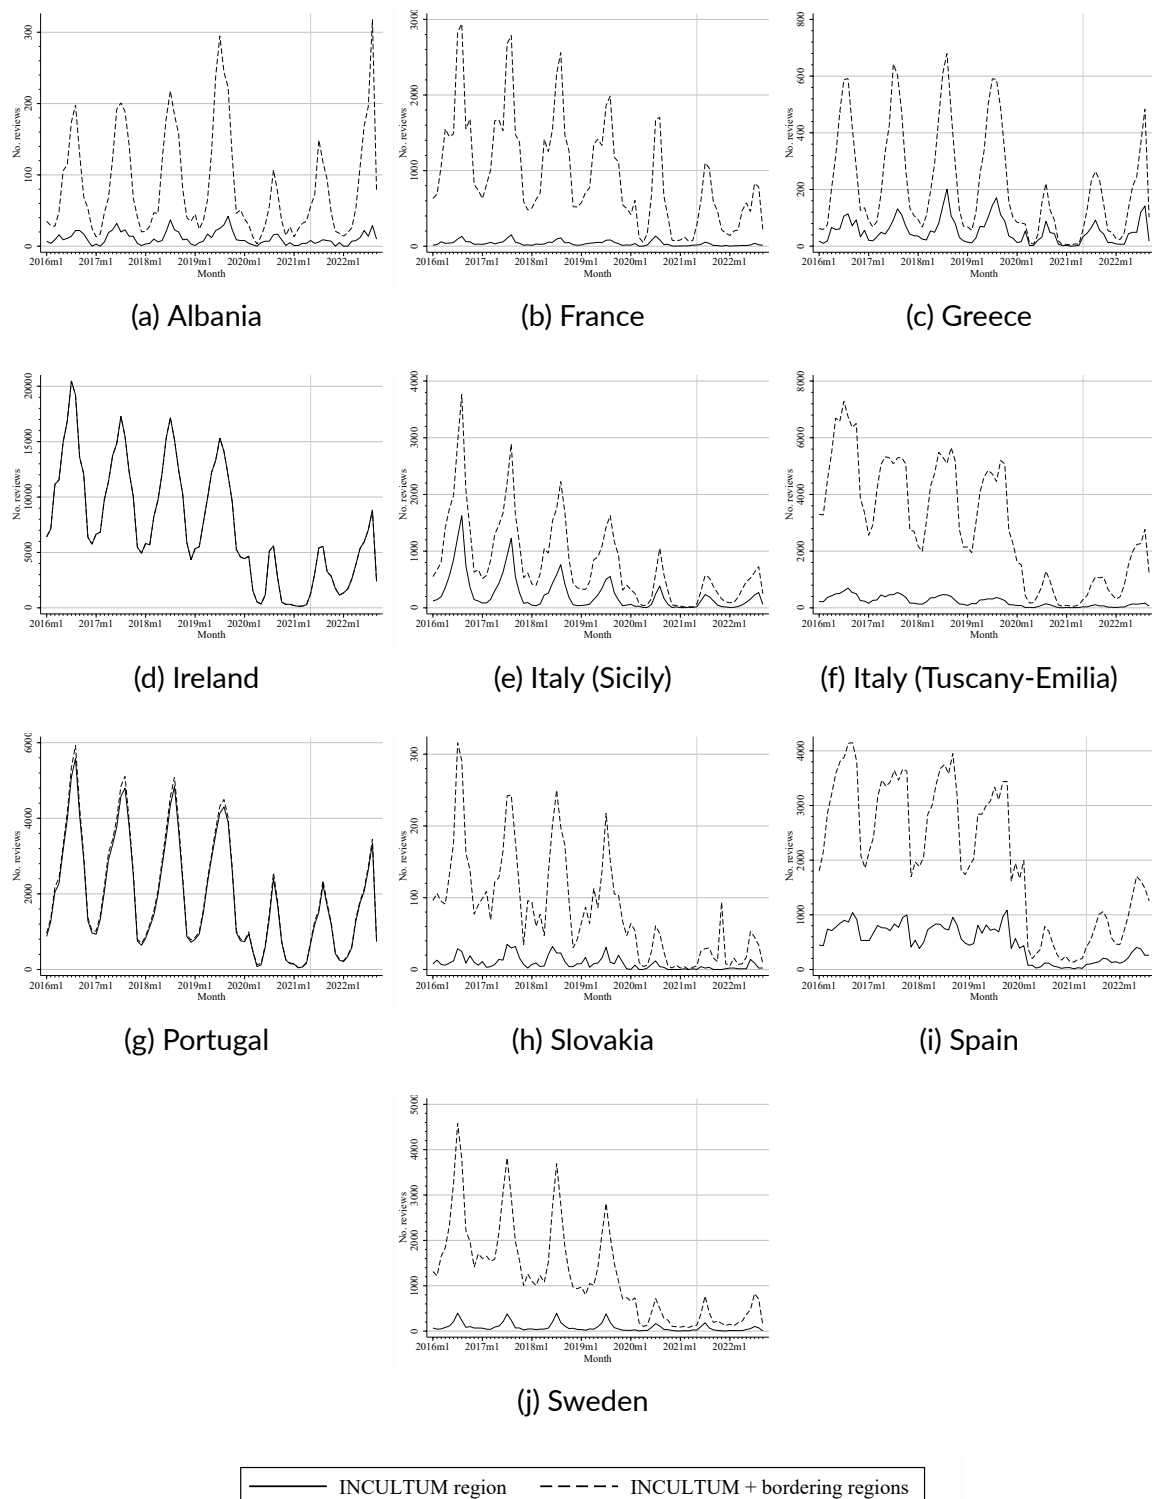 No. reviews
300
200
100
0
2016m1 2017m1 2018m1 2019m1 2020m1 2021m1 2022m1
Month
(a) Albania
No. reviews
3000
2000
1000
0
2016m1 2017m1 2018m1 2019m1 2020m1 2021m1 2022m1
Month
(b) France
No. reviews
800
600
400
200
0
2016m1 2017m1 2018m1 2019m1 2020m1 2021m1 2022m1
Month
(c) Greece
No. reviews
20000
15000
10000
5000
0
2016m1 2017m1 2018m1 2019m1 2020m1 2021m1 2022m1
Month
(d) Ireland
No. reviews
4000
3000
2000
1000
0
2016m1 2017m1 2018m1 2019m1 2020m1 2021m1 2022m1
Month
(e) Italy (Sicily)
No. reviews
8000
6000
4000
2000
0
2016m1 2017m1 2018m1 2019m1 2020m1 2021m1 2022m1
Month
(f) Italy (Tuscany-Emilia)
No. reviews
6000
4000
2000
0
2016m1 2017m1 2018m1 2019m1 2020m1 2021m1 2022m1
Month
(g) Portugal
No. reviews
300
200
100
0
2016m1 2017m1 2018m1 2019m1 2020m1 2021m1 2022m1
Month
(h) Slovakia
No. reviews
4000
3000
2000
1000
0
2016m1 2017m1 2018m1 2019m1 2020m1 2021m1 2022m1
Month
(i) Spain
No. reviews
5000
4000
3000
2000
1000
0
2016m1 2017m1 2018m1 2019m1 2020m1 2021m1 2022m1
Month
(j) Sweden
INCULTUM region INCULTUM + bordering regions